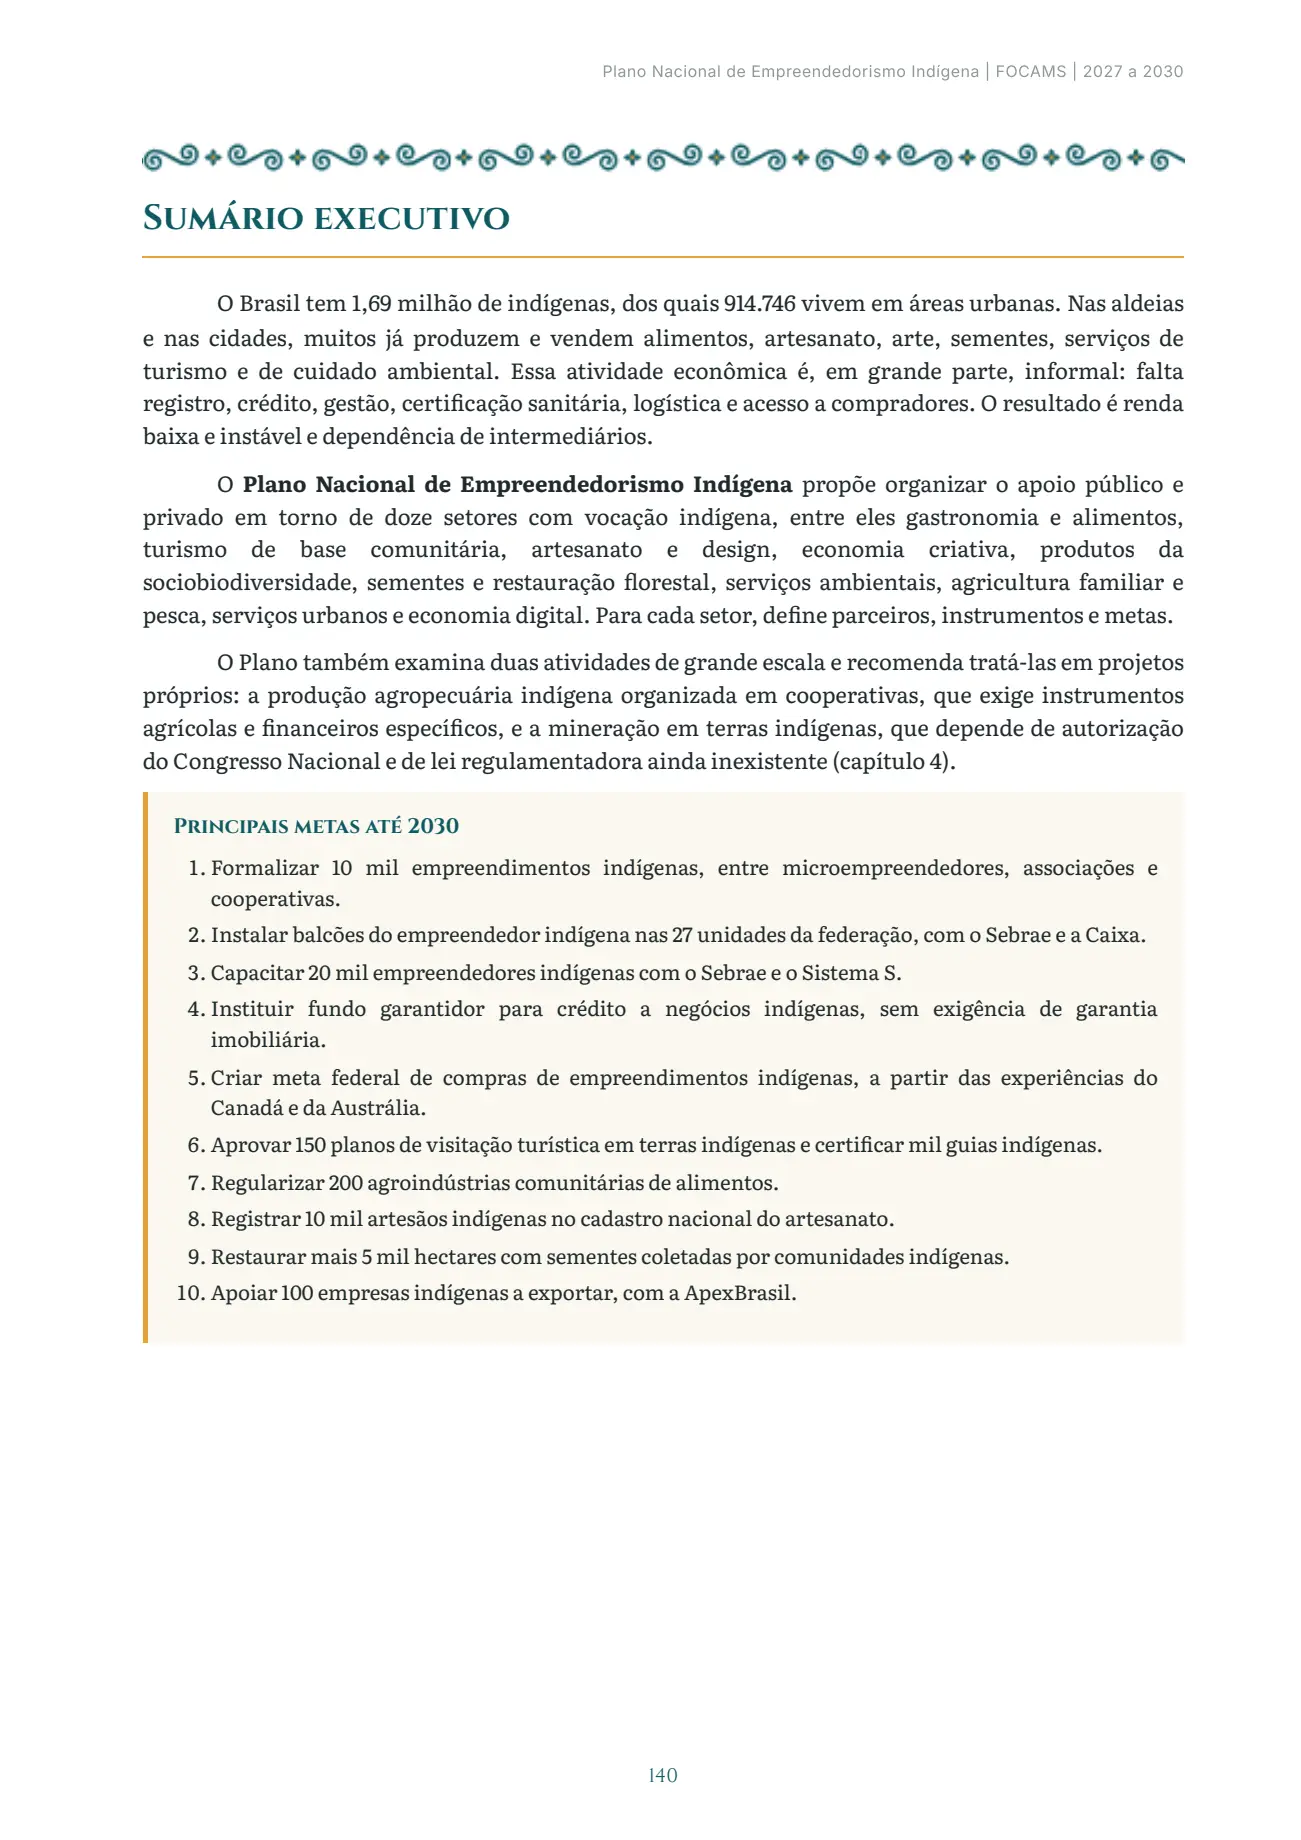 Plano Nacional de Empreendedorismo Indígena | FOCAMS | 2027 a 2030
Sumário executivo
O Brasil tem 1,69 milhão de indígenas, dos quais 914.746 vivem em áreas urbanas. Nas aldeias
e nas cidades, muitos já produzem e vendem alimentos, artesanato, arte, sementes, serviços de
turismo e de cuidado ambiental. Essa atividade econômica é, em grande parte, informal: falta
registro, crédito, gestão, certificação sanitária, logística e acesso a compradores. O resultado é renda
baixa e instável e dependência de intermediários.
O Plano Nacional de Empreendedorismo Indígena propõe organizar o apoio público e
privado em torno de doze setores com vocação indígena, entre eles gastronomia e alimentos,
turismo de base comunitária, artesanato e design, economia criativa, produtos da
sociobiodiversidade, sementes e restauração florestal, serviços ambientais, agricultura familiar e
pesca, serviços urbanos e economia digital. Para cada setor, define parceiros, instrumentos e metas.
O Plano também examina duas atividades de grande escala e recomenda tratá-las em projetos
próprios: a produção agropecuária indígena organizada em cooperativas, que exige instrumentos
agrícolas e financeiros específicos, e a mineração em terras indígenas, que depende de autorização
do Congresso Nacional e de lei regulamentadora ainda inexistente (capítulo 4).
Principais metas até 2030
1. Formalizar 10 mil empreendimentos indígenas, entre microempreendedores, associações e
cooperativas.
2. Instalar balcões do empreendedor indígena nas 27 unidades da federação, com o Sebrae e a Caixa.
3. Capacitar 20 mil empreendedores indígenas com o Sebrae e o Sistema S.
4. Instituir fundo garantidor para crédito a negócios indígenas, sem exigência de garantia
imobiliária.
5. Criar meta federal de compras de empreendimentos indígenas, a partir das experiências do
Canadá e da Austrália.
6. Aprovar 150 planos de visitação turística em terras indígenas e certificar mil guias indígenas.
7. Regularizar 200 agroindústrias comunitárias de alimentos.
8. Registrar 10 mil artesãos indígenas no cadastro nacional do artesanato.
9. Restaurar mais 5 mil hectares com sementes coletadas por comunidades indígenas.
10. Apoiar 100 empresas indígenas a exportar, com a ApexBrasil.
140